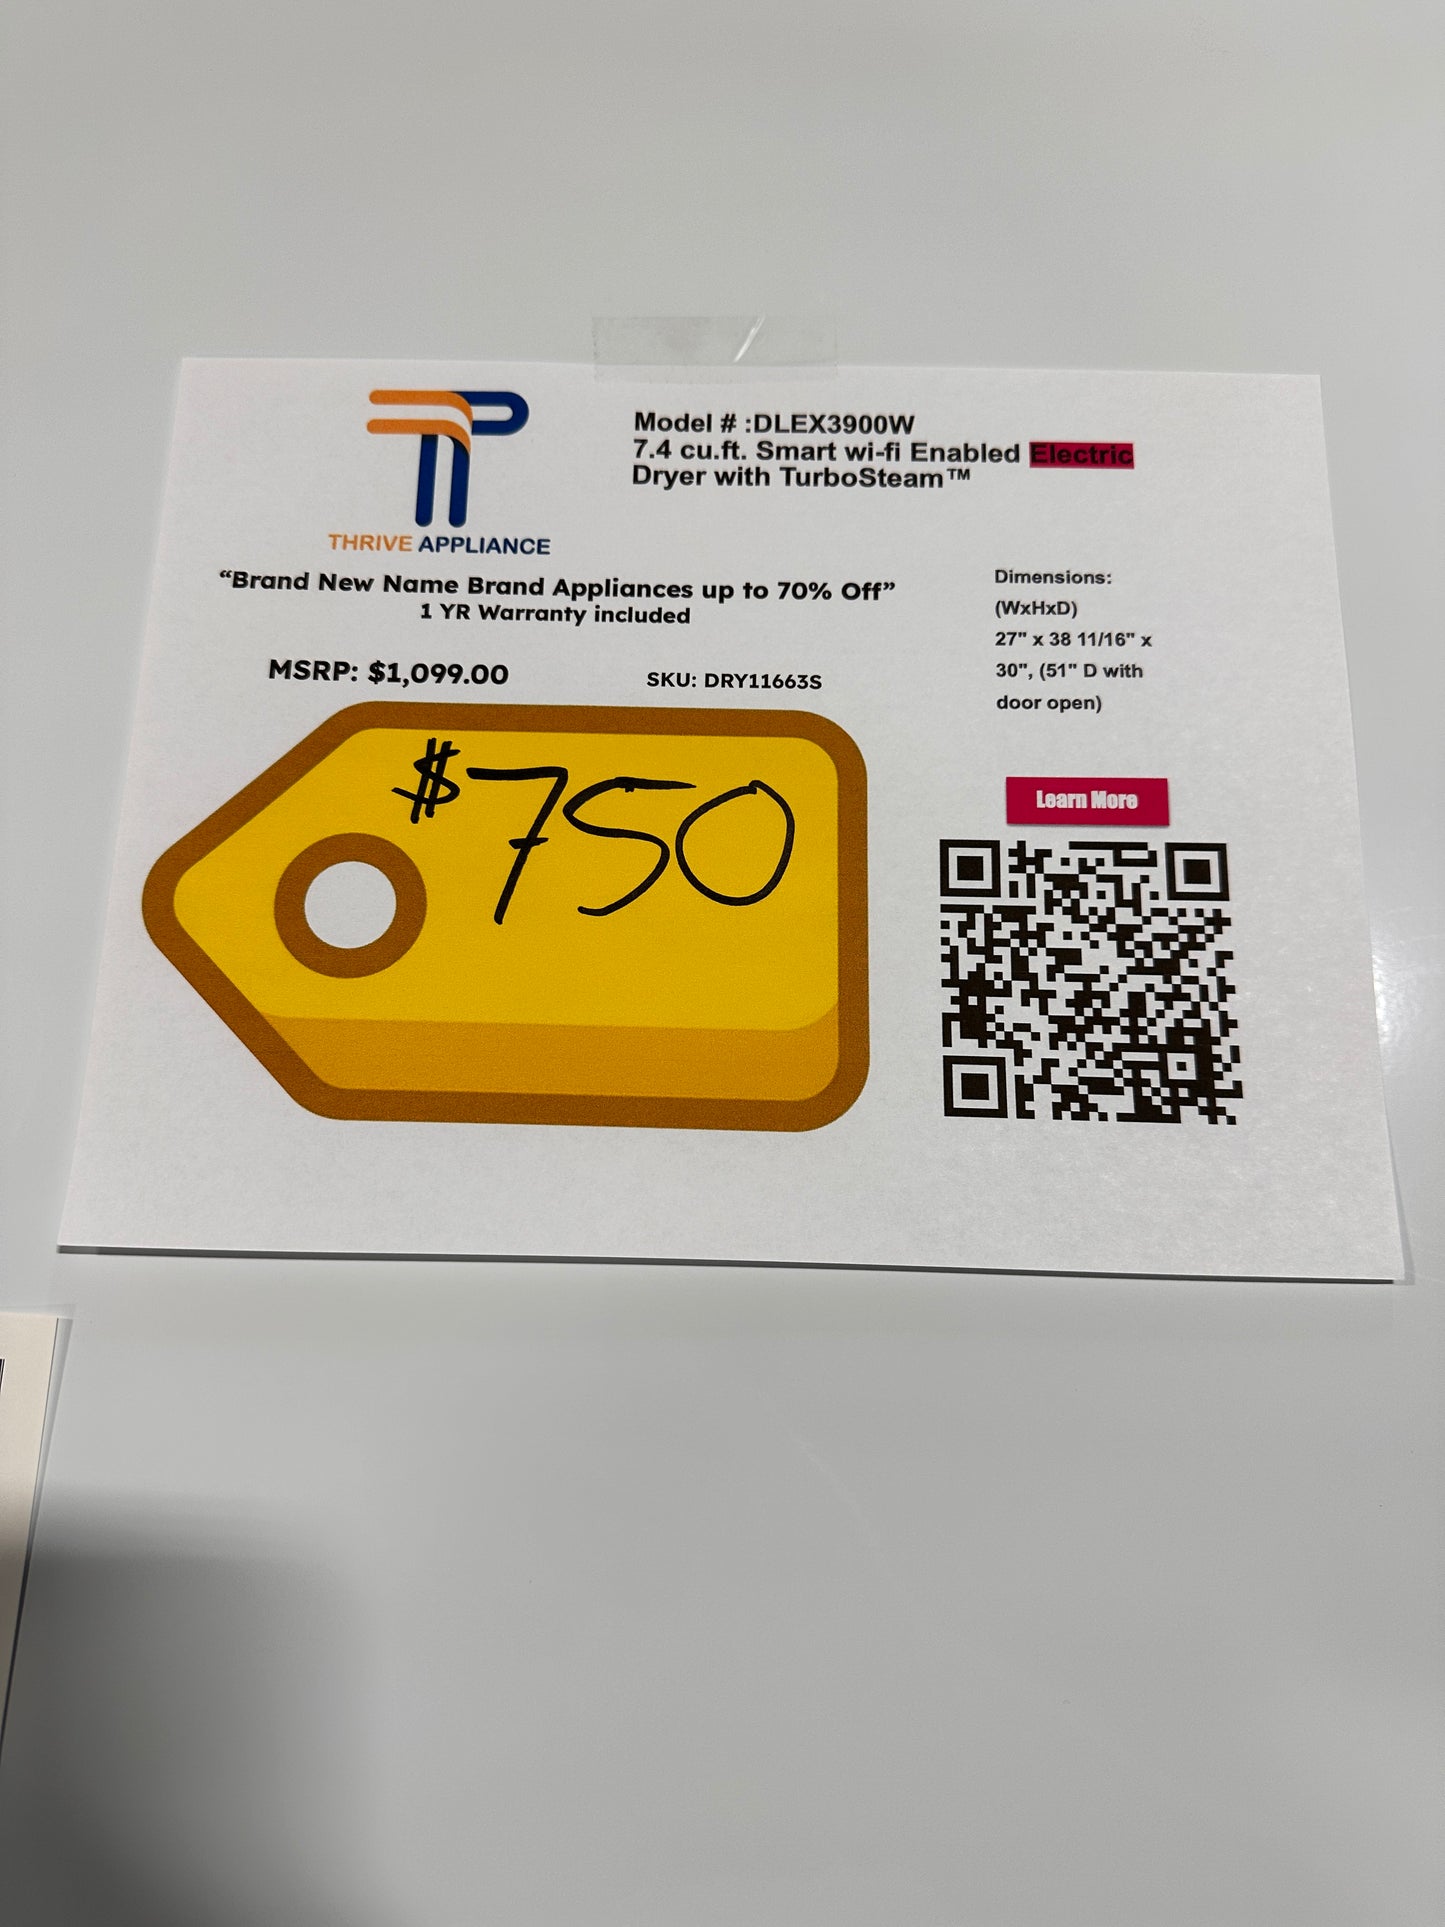 THRIVE APPLIANCE
Model # :DLEX3900W
7.4 cu.ft. Smart wi-fi Enabled Electric
Dryer with TurboSteam™
“Brand New Name Brand Appliances up to 70% Off”
1 YR Warranty included
MSRP: $1,099.00
SKU: DRY11663S
$750
Dimensions:
(WxHxD)
27" x 38 11/16" x
30", (51" D with
door open)
Learn More